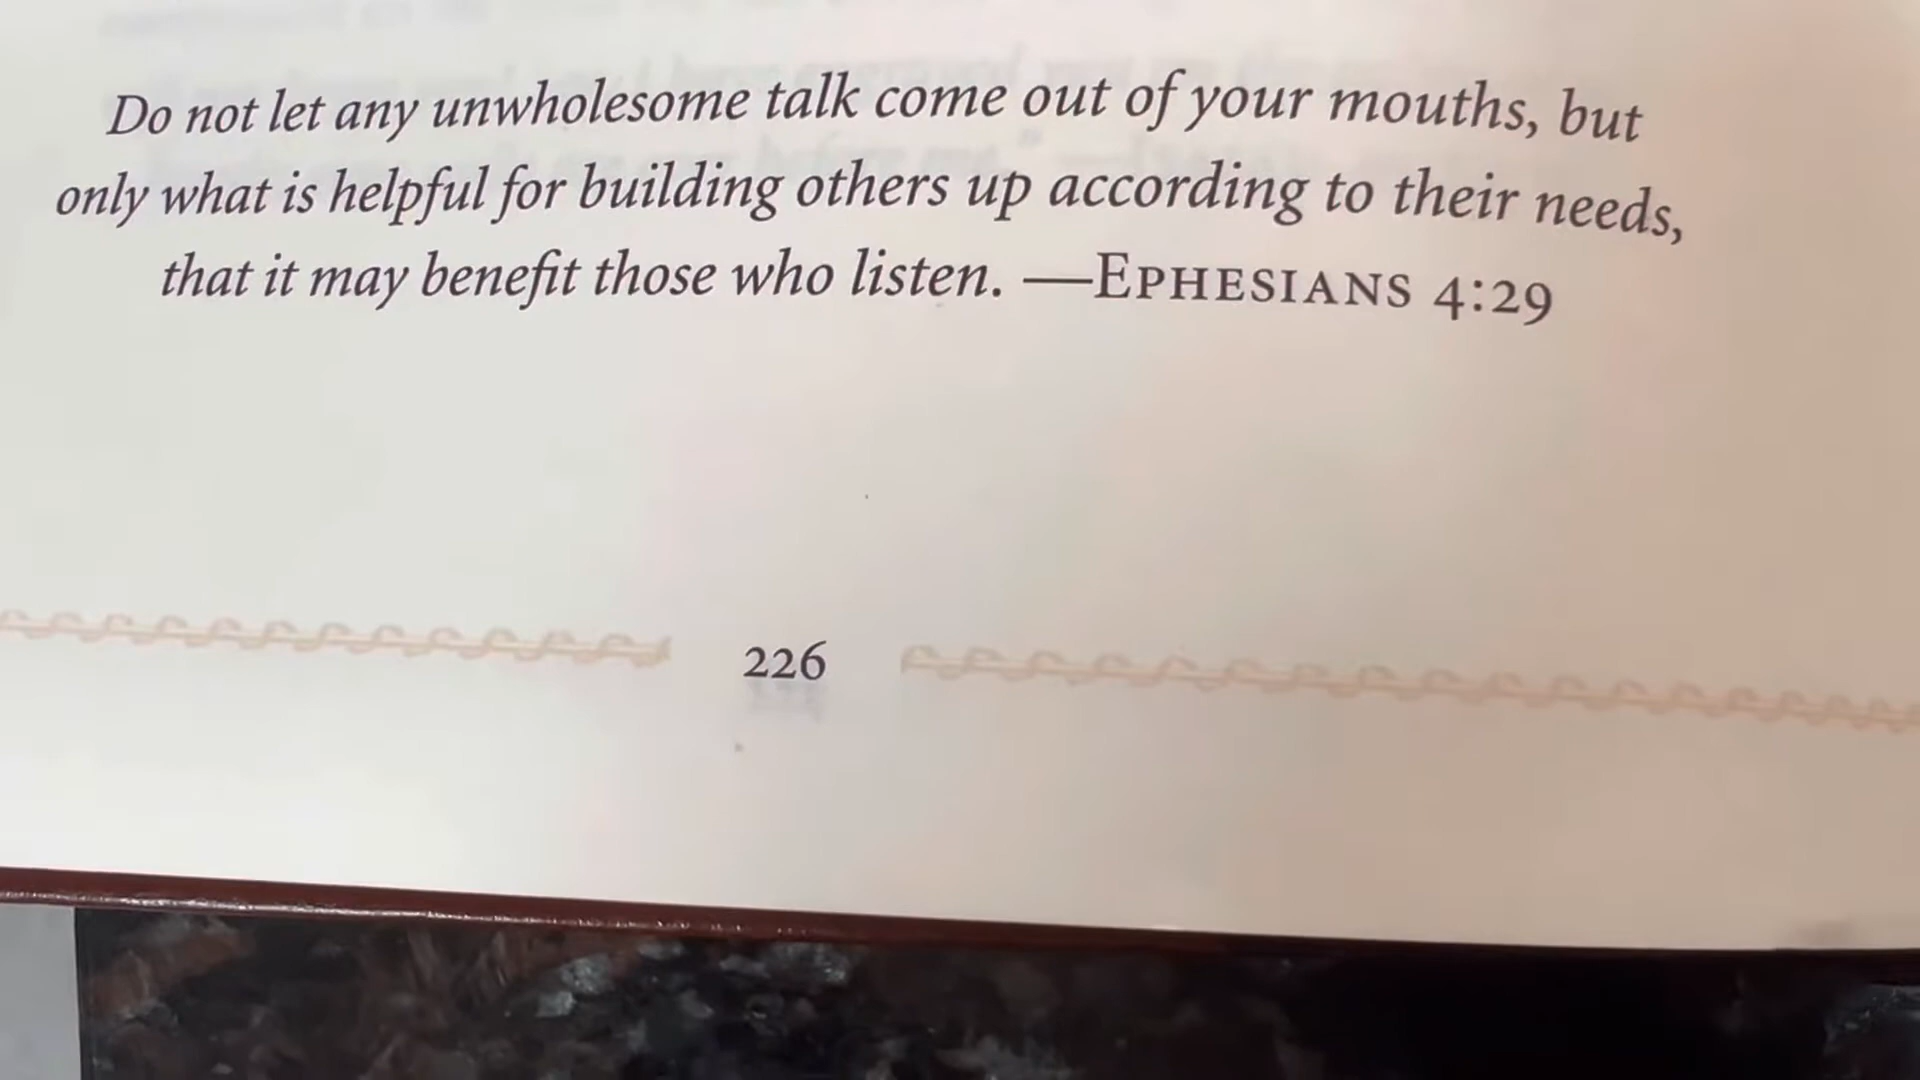 Do not let any unwholesome talk come out of your mouths, but
only what is helpful for building others up according to their needs,
that it may benefit those who listen. —EPHESIANS 4:29
226